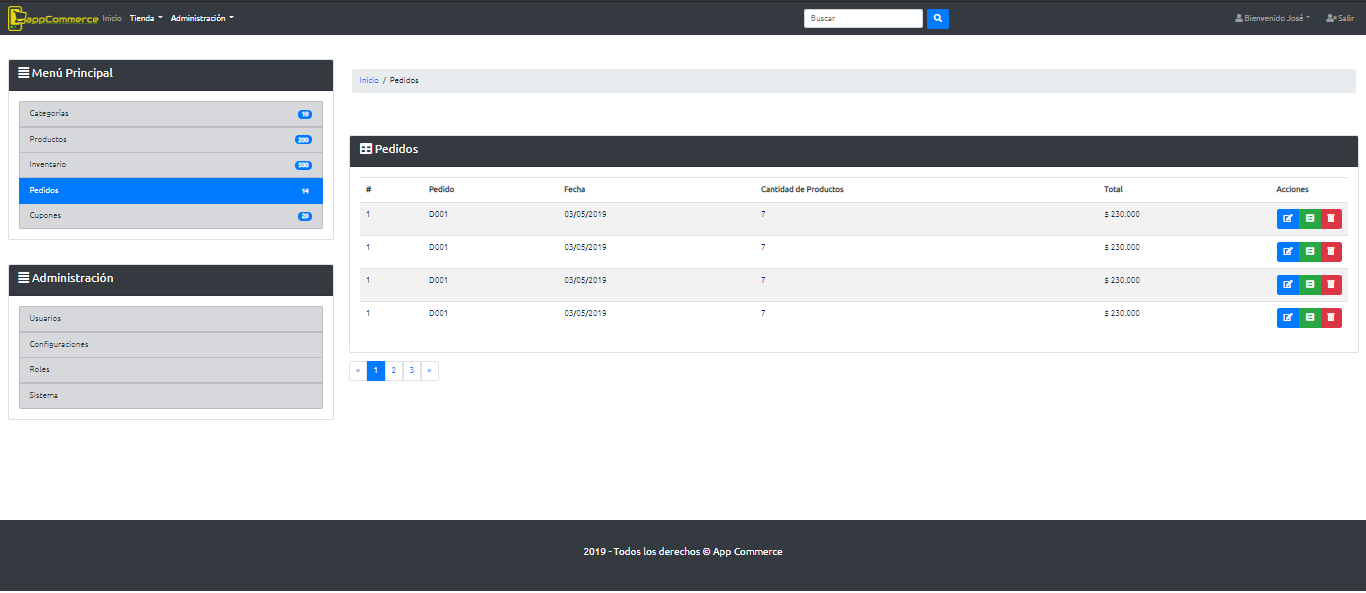 appCommerce Inicio Tienda Administración Buscar Bienvenido José Salir
Menú Principal
Categorías 10
Productos 200
Inventario 500
Pedidos 14
Cupones 20
Administración
Usuarios
Configuraciones
Roles
Sistema
Inicio / Pedidos
Pedidos
# Pedido Fecha Cantidad de Productos Total Acciones
1 D001 03/05/2019 7 $ 230.000
1 D001 03/05/2019 7 $ 230.000
1 D001 03/05/2019 7 $ 230.000
1 D001 03/05/2019 7 $ 230.000
« 1 2 3 »
2019 - Todos los derechos © App Commerce